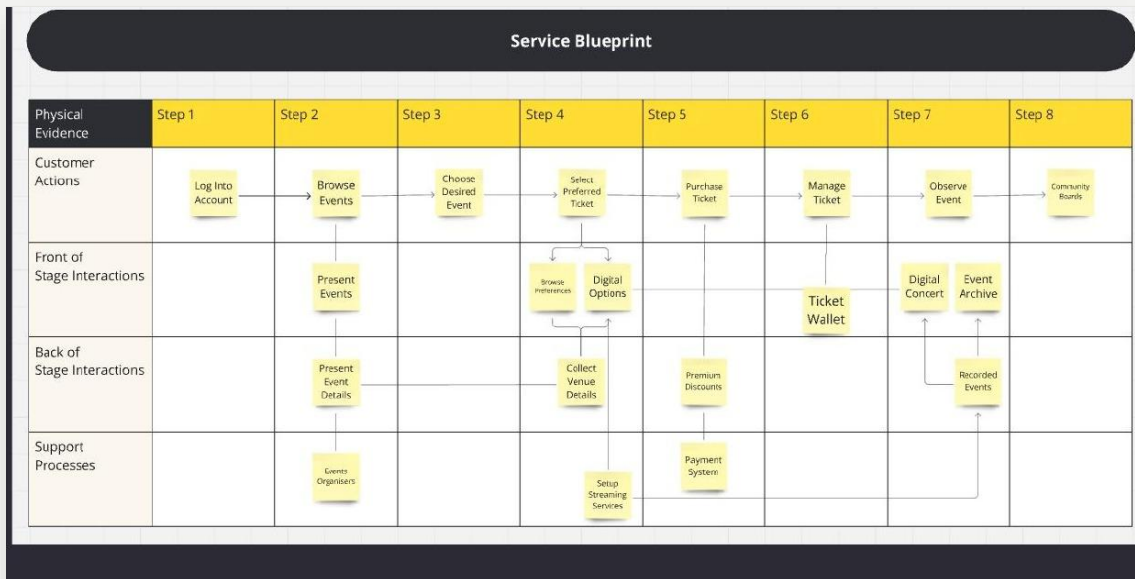 Service Blueprint
Physical
Evidence
Step 1
Step 2
Step 3
Step 4
Step 5
Step 6
Step 7
Step 8
Customer
Actions
Log Into
Account
Browse
Events
Choose
Desired
Event
Select
Preferred
Ticket
Purchase
Ticket
Manage
Ticket
Observe
Event
Community
Boards
Front of
Stage Interactions
Present
Events
Browse
Preferences
Digital
Options
Ticket
Wallet
Digital
Concert
Event
Archive
Back of
Stage Interactions
Present
Event
Details
Collect
Venue
Details
Premium
Discounts
Recorded
Events
Support
Processes
Events
Organisers
Setup
Streaming
Services
Payment
System